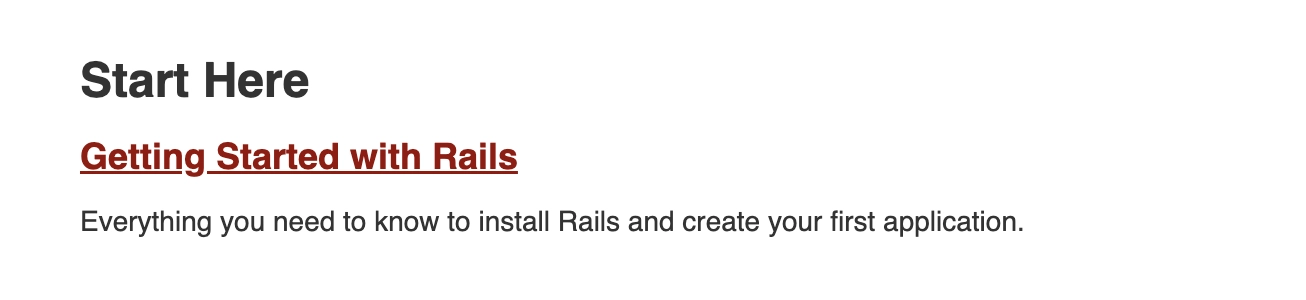 Start Here
Getting Started with Rails
Everything you need to know to install Rails and create your first application.